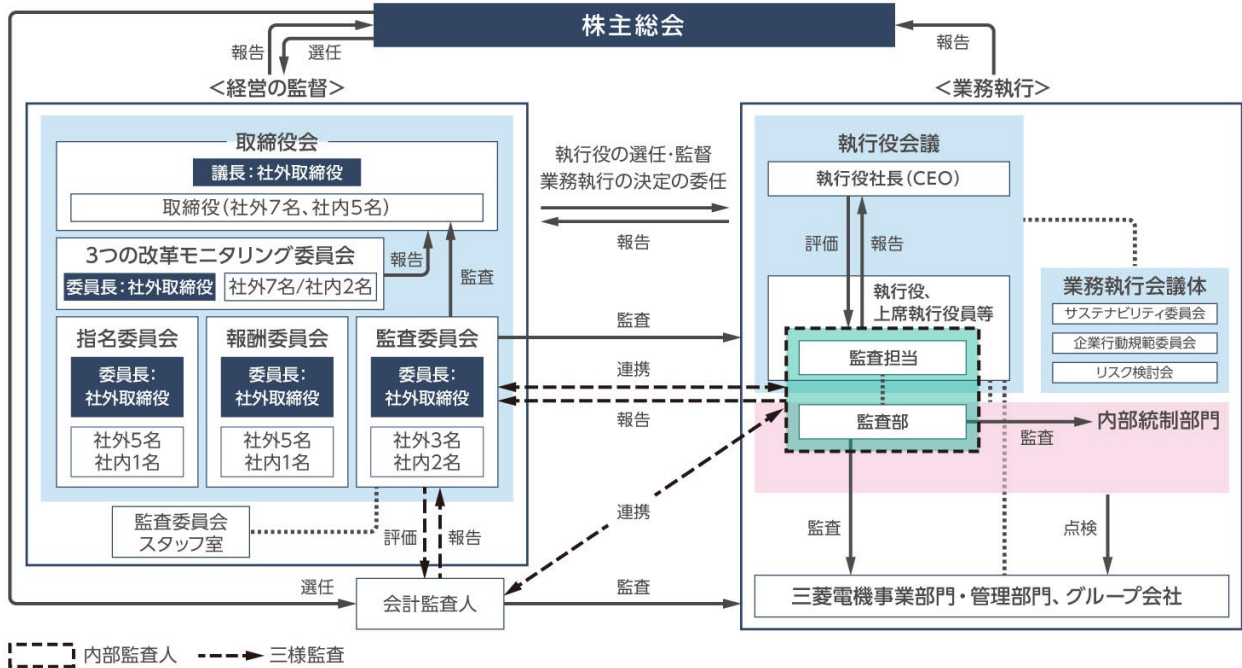 株主総会
報告
選任
報告
<経営の監督>
<業務執行>
取締役会
議長:社外取締役
取締役(社外7名、社内5名)
3つの改革モニタリング委員会
委員長:社外取締役
社外7名/社内2名
報告
監査
指名委員会
委員長:
社外取締役
社外5名
社内1名
報酬委員会
委員長:
社外取締役
社外5名
社内1名
監査委員会
委員長:
社外取締役
社外3名
社内2名
監査委員会
スタッフ室
評価
報告
選任
会計監査人
監査
執行役の選任・監督
業務執行の決定の委任
報告
監査
連携
報告
連携
執行役会議
執行役社長(CEO)
評価
報告
執行役、
上席執行役員等
監査担当
監査部
監査
内部統制部門
業務執行会議体
サステナビリティ委員会
企業行動規範委員会
リスク検討会
監査
点検
三菱電機事業部門・管理部門、グループ会社
内部監査人
三様監査